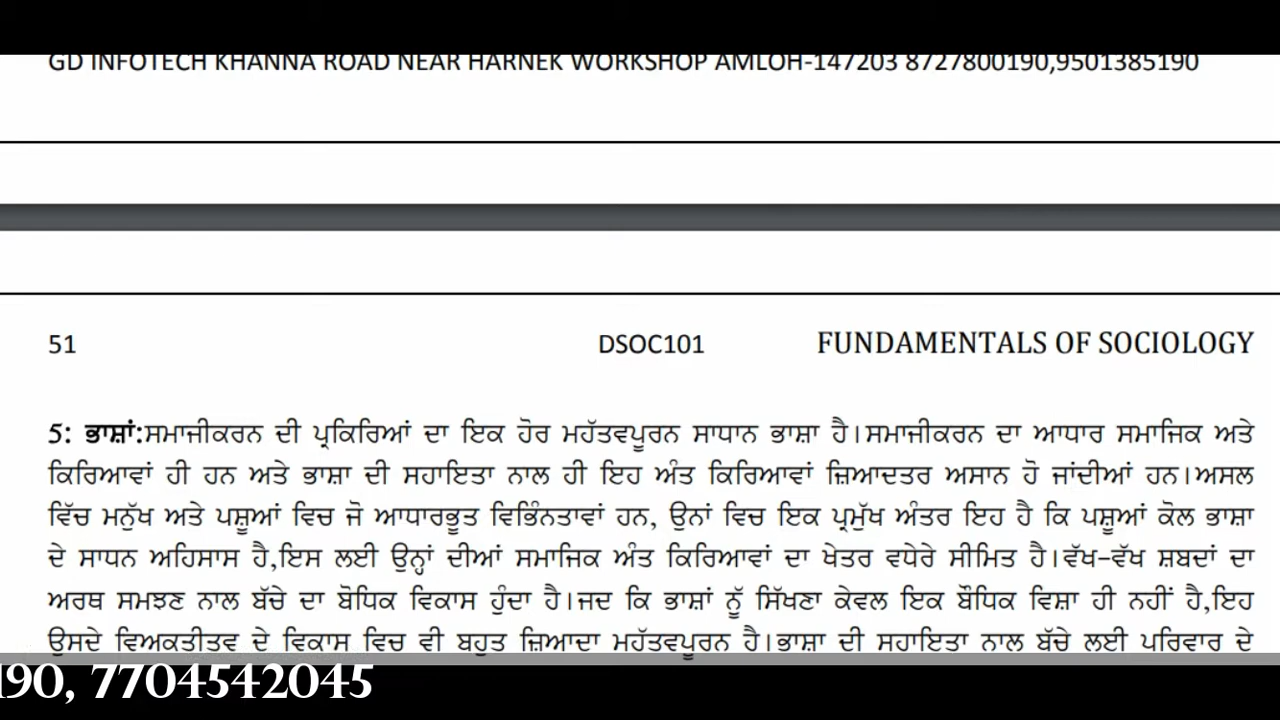 GD INFOTECH KHANNA ROAD NEAR HARNEK WORKSHOP AMLOH-147203 8727800190,9501385190
51 DSOC101 FUNDAMENTALS OF SOCIOLOGY
5: ਭਾਸ਼ਾਂ:ਸਮਾਜੀਕਰਨ ਦੀ ਪ੍ਰਕਿਰਿਆਂ ਦਾ ਇਕ ਹੋਰ ਮਹੱਤਵਪੂਰਨ ਸਾਧਾਨ ਭਾਸ਼ਾ ਹੈ।ਸਮਾਜੀਕਰਨ ਦਾ ਆਧਾਰ ਸਮਾਜਿਕ ਅਤੇ
ਕਿਰਿਆਵਾਂ ਹੀ ਹਨ ਅਤੇ ਭਾਸ਼ਾ ਦੀ ਸਹਾਇਤਾ ਨਾਲ ਹੀ ਇਹ ਅੰਤ ਕਿਰਿਆਵਾਂ ਜ਼ਿਆਦਤਰ ਅਸਾਨ ਹੋ ਜਾਂਦੀਆਂ ਹਨ।ਅਸਲ
ਵਿੱਚ ਮਨੁੱਖ ਅਤੇ ਪਸ਼ੂਆਂ ਵਿਚ ਜੋ ਆਧਾਰਭੂਤ ਵਿਭਿੰਨਤਾਵਾਂ ਹਨ, ਉਨਾਂ ਵਿਚ ਇਕ ਪ੍ਰਮੁੱਖ ਅੰਤਰ ਇਹ ਹੈ ਕਿ ਪਸ਼ੂਆਂ ਕੋਲ ਭਾਸ਼ਾ
ਦੇ ਸਾਧਨ ਅਹਿਸਾਸ ਹੈ,ਇਸ ਲਈ ਉਨ੍ਹਾਂ ਦੀਆਂ ਸਮਾਜਿਕ ਅੰਤ ਕਿਰਿਆਵਾਂ ਦਾ ਖੇਤਰ ਵਧੇਰੇ ਸੀਮਿਤ ਹੈ।ਵੱਖ-ਵੱਖ ਸ਼ਬਦਾਂ ਦਾ
ਅਰਥ ਸਮਝਣ ਨਾਲ ਬੱਚੇ ਦਾ ਬੋਧਿਕ ਵਿਕਾਸ ਹੁੰਦਾ ਹੈ।ਜਦ ਕਿ ਭਾਸ਼ਾਂ ਨੂੰ ਸਿੱਖਣਾ ਕੇਵਲ ਇਕ ਬੌਧਿਕ ਵਿਸ਼ਾ ਹੀ ਨਹੀਂ ਹੈ,ਇਹ
ਉਸਦੇ ਵਿਅਕਤੀਤਵ ਦੇ ਵਿਕਾਸ ਵਿਚ ਵੀ ਬਹੁਤ ਜ਼ਿਆਦਾ ਮਹੱਤਵਪੂਰਨ ਹੈ।ਭਾਸ਼ਾ ਦੀ ਸਹਾਇਤਾ ਨਾਲ ਬੱਚੇ ਲਈ ਪਰਿਵਾਰ ਦੇ
190, 7704542045